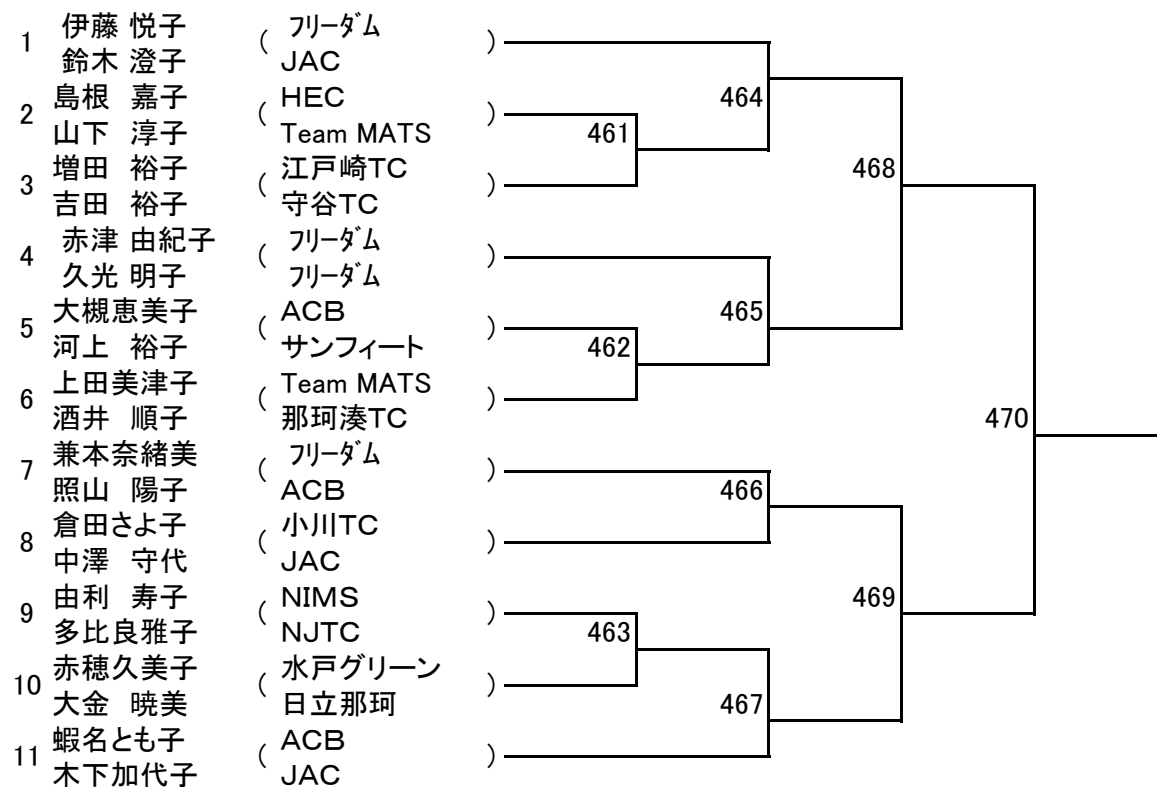 1 伊藤 悦子 ( フリーダム )
鈴木 澄子 JAC
2 島根 嘉子 ( HEC )
山下 淳子 Team MATS
3 増田 裕子 ( 江戸崎TC )
吉田 裕子 守谷TC
4 赤津 由紀子 ( フリーダム )
久光 明子 フリーダム
5 大槻恵美子 ( ACB )
河上 裕子 サンフィート
6 上田美津子 ( Team MATS )
酒井 順子 那珂湊TC
7 兼本奈緒美 ( フリーダム )
照山 陽子 ACB
8 倉田さよ子 ( 小川TC )
中澤 守代 JAC
9 由利 寿子 ( NIMS )
多比良雅子 NJTC
10 赤穂久美子 ( 水戸グリーン )
大金 暁美 日立那珂
11 蝦名とも子 ( ACB )
木下加代子 JAC
461
462
463
464
465
466
467
468
469
470